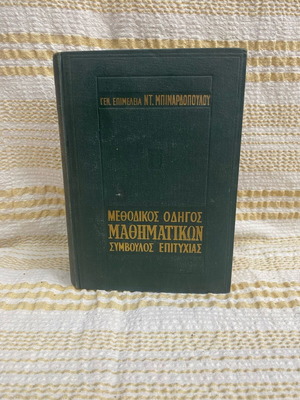 ΓΕΝ. ΕΠΙΜΕΛΕΙΑ ΝΤ. ΜΠΙΝΑΡΔΟΠΟΥΛΟΥ
ΜΕΘΟΔΙΚΟΣ ΟΔΗΓΟΣ
ΜΑΘΗΜΑΤΙΚΩΝ
ΣΥΜΒΟΥΛΟΣ ΕΠΙΤΥΧΙΑΣ